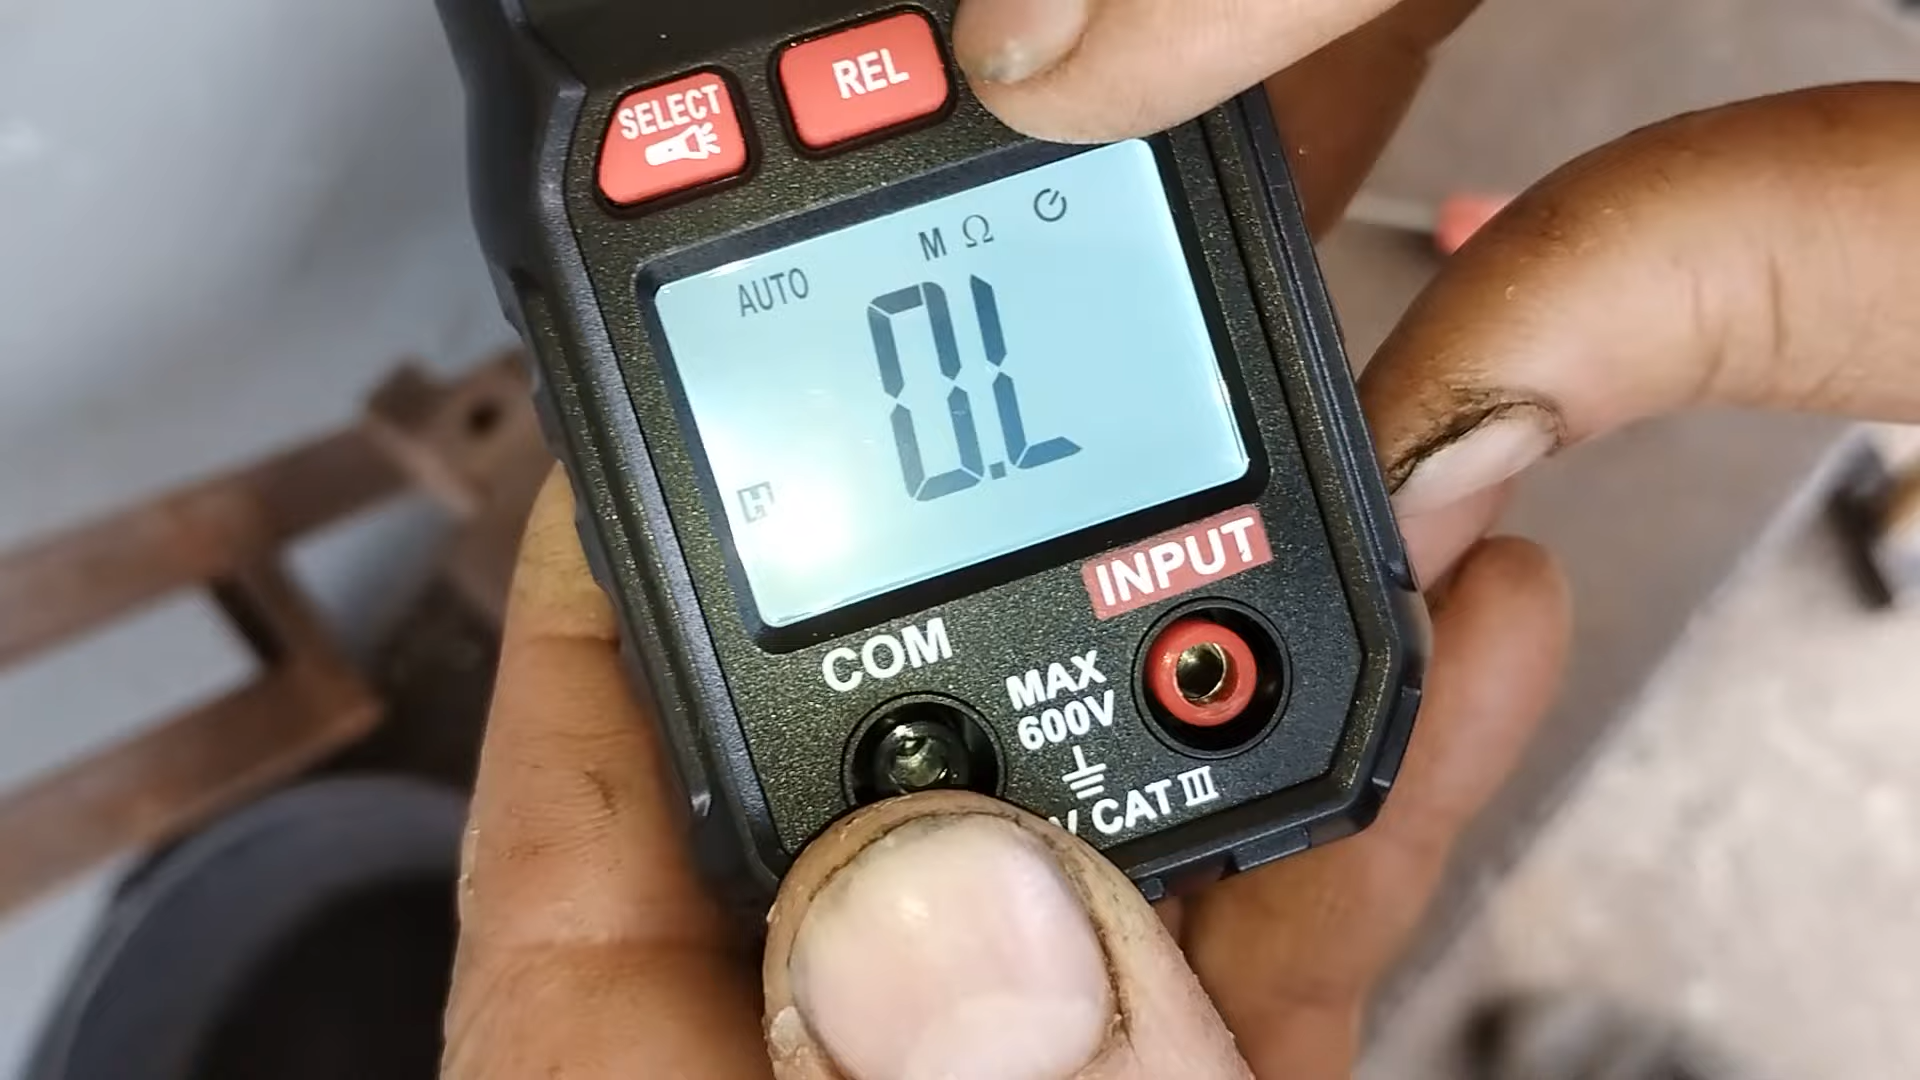 SELECT
REL
M Ω
AUTO
0.L
H
INPUT
COM
MAX
600V
V CAT III